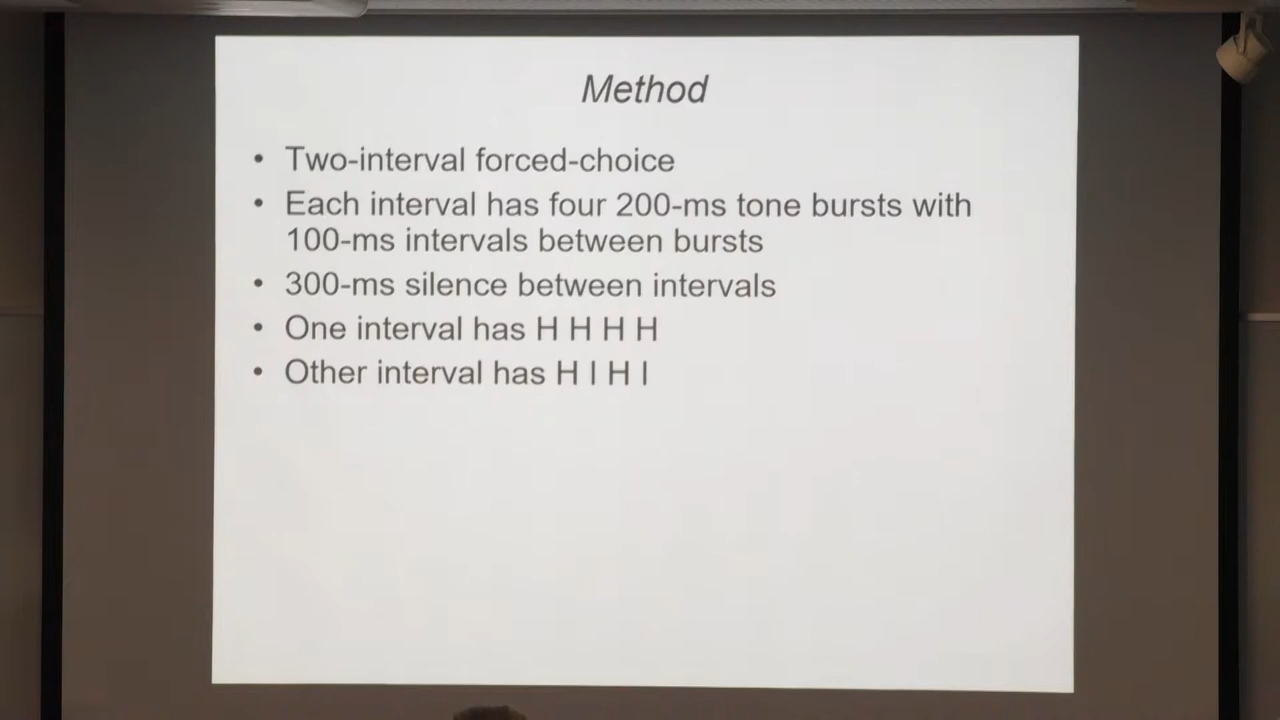 Method
• Two-interval forced-choice
• Each interval has four 200-ms tone bursts with
100-ms intervals between bursts
• 300-ms silence between intervals
• One interval has H H H H
• Other interval has H I H I